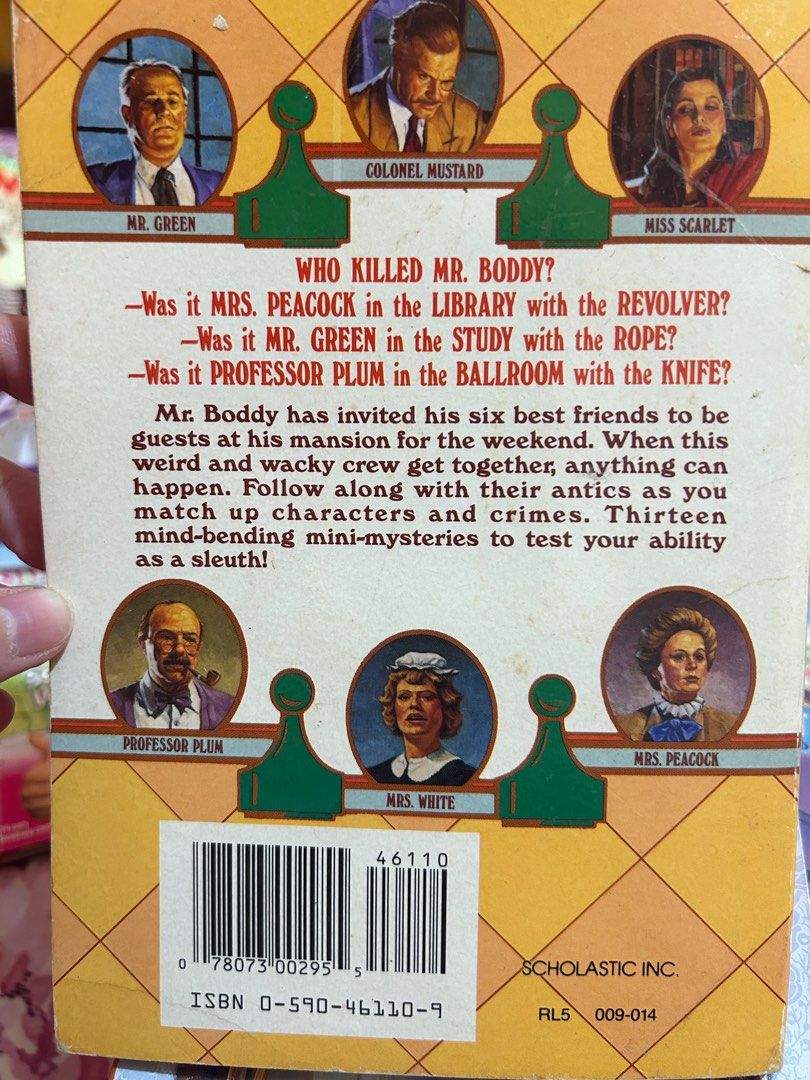 COLONEL MUSTARD
MR. GREEN
MISS SCARLET
WHO KILLED MR. BODDY?
—Was it MRS. PEACOCK in the LIBRARY with the REVOLVER?
—Was it MR. GREEN in the STUDY with the ROPE?
—Was it PROFESSOR PLUM in the BALLROOM with the KNIFE?
Mr. Boddy has invited his six best friends to be
guests at his mansion for the weekend. When this
weird and wacky crew get together, anything can
happen. Follow along with their antics as you
match up characters and crimes. Thirteen
mind-bending mini-mysteries to test your ability
as a sleuth!
PROFESSOR PLUM
MRS. WHITE
MRS. PEACOCK
46110
0 78073 00295 5
ISBN 0-590-46110-9
SCHOLASTIC INC.
RL5 009-014